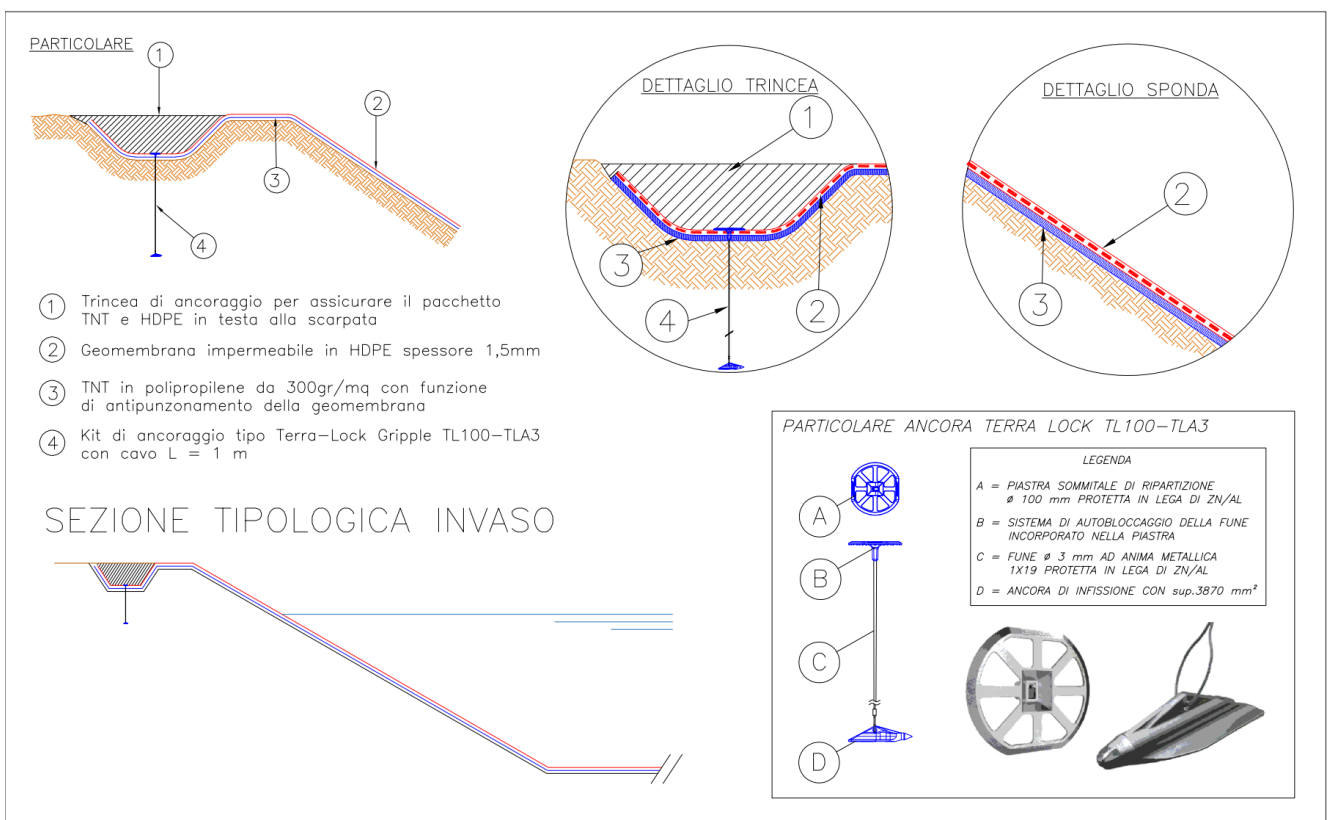 PARTICOLARE
1
2
3
4
1 Trincea di ancoraggio per assicurare il pacchetto
TNT e HDPE in testa alla scarpata
2 Geomembrana impermeabile in HDPE spessore 1,5mm
3 TNT in polipropilene da 300gr/mq con funzione
di antipunzonamento della geomembrana
4 Kit di ancoraggio tipo Terra-Lock Gripple TL100-TLA3
con cavo L = 1 m
DETTAGLIO TRINCEA
1
3
4
2
DETTAGLIO SPONDA
2
3
SEZIONE TIPOLOGICA INVASO
PARTICOLARE ANCORA TERRA LOCK TL100-TLA3
A
B
C
D
LEGENDA
A = PIASTRA SOMMITALE DI RIPARTIZIONE
ø 100 mm PROTETTA IN LEGA DI ZN/AL
B = SISTEMA DI AUTOBLOCCAGGIO DELLA FUNE
INCORPORATO NELLA PIASTRA
C = FUNE ø 3 mm AD ANIMA METALLICA
1X19 PROTETTA IN LEGA DI ZN/AL
D = ANCORA DI INFISSIONE CON sup.3870 mm²